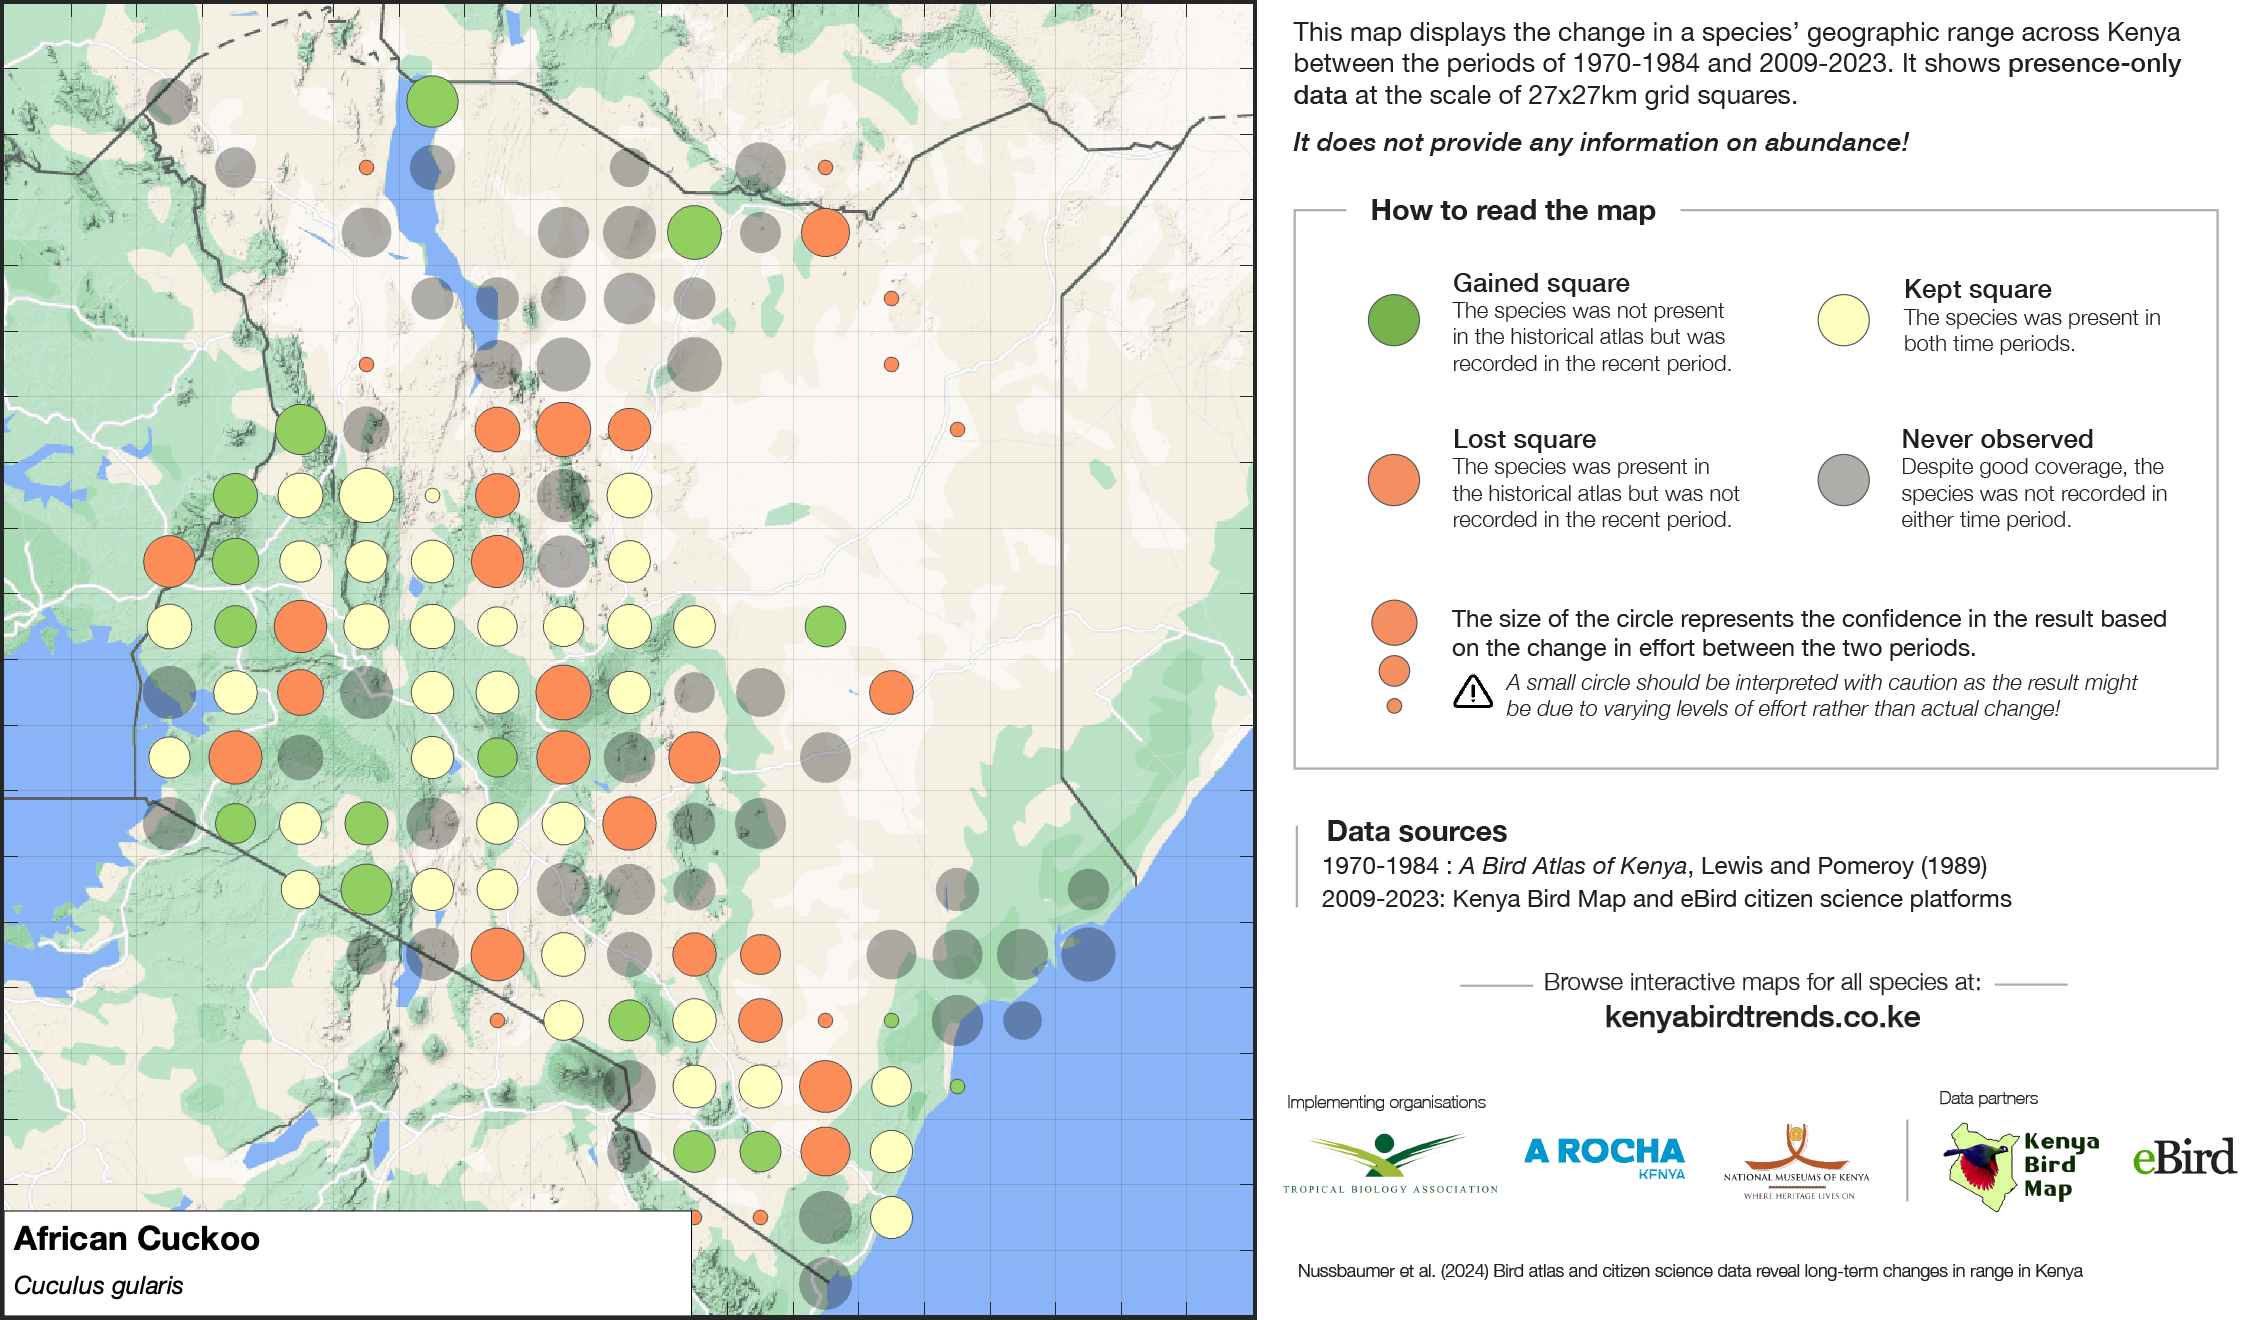 This map displays the change in a species’ geographic range across Kenya
between the periods of 1970-1984 and 2009-2023. It shows presence-only
data at the scale of 27x27km grid squares.
It does not provide any information on abundance!
How to read the map
Gained square
The species was not present
in the historical atlas but was
recorded in the recent period.
Kept square
The species was present in
both time periods.
Lost square
The species was present in
the historical atlas but was not
recorded in the recent period.
Never observed
Despite good coverage, the
species was not recorded in
either time period.
The size of the circle represents the confidence in the result based
on the change in effort between the two periods.
A small circle should be interpreted with caution as the result might
be due to varying levels of effort rather than actual change!
Data sources
1970-1984 : A Bird Atlas of Kenya, Lewis and Pomeroy (1989)
2009-2023: Kenya Bird Map and eBird citizen science platforms
Browse interactive maps for all species at:
kenyabirdtrends.co.ke
Implementing organisations
Data partners
TROPICAL BIOLOGY ASSOCIATION
A ROCHA
KENYA
NATIONAL MUSEUMS OF KENYA
WHERE HERITAGE LIVES ON
Kenya
Bird
Map
eBird
African Cuckoo
Cuculus gularis
Nussbaumer et al. (2024) Bird atlas and citizen science data reveal long-term changes in range in Kenya